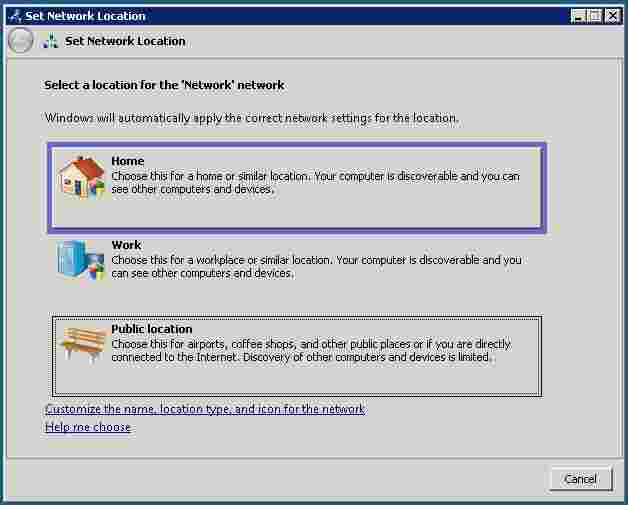 Set Network Location
Set Network Location
Select a location for the 'Network' network
Windows will automatically apply the correct network settings for the location.
Home
Choose this for a home or similar location. Your computer is discoverable and you can
see other computers and devices.
Work
Choose this for a workplace or similar location. Your computer is discoverable and you
can see other computers and devices.
Public location
Choose this for airports, coffee shops, and other public places or if you are directly
connected to the Internet. Discovery of other computers and devices is limited.
Customize the name, location type, and icon for the network
Help me choose
Cancel